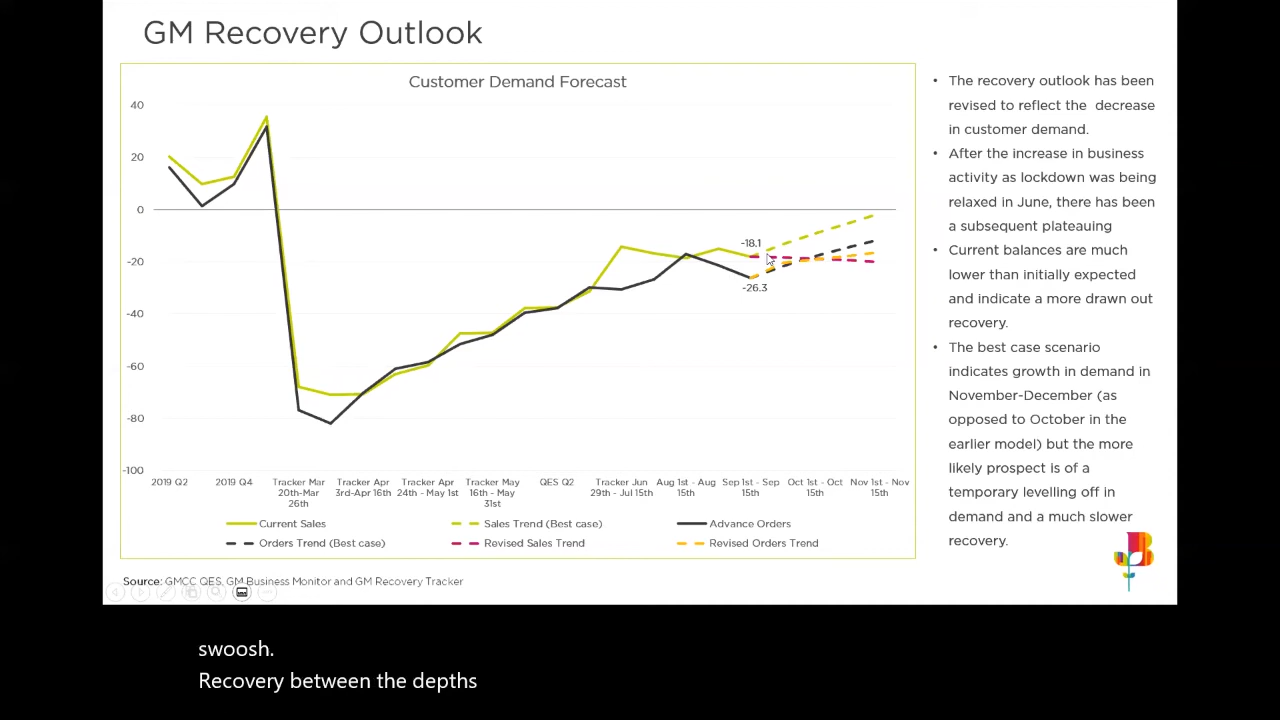 GM Recovery Outlook
Customer Demand Forecast
40
20
0
-20
-40
-60
-80
-100
-18.1
-26.3
2019 Q2
2019 Q4
Tracker Mar
20th-Mar
26th
Tracker Apr
3rd-Apr 16th
Tracker Apr
24th - May 1st
Tracker May
16th - May
31st
QES Q2
Tracker Jun
29th - Jul 15th
Aug 1st - Aug
15th
Sep 1st - Sep
15th
Oct 1st - Oct
15th
Nov 1st - Nov
15th
Current Sales
Sales Trend (Best case)
Advance Orders
Orders Trend (Best case)
Revised Sales Trend
Revised Orders Trend
• The recovery outlook has been
revised to reflect the decrease
in customer demand.
• After the increase in business
activity as lockdown was being
relaxed in June, there has been
a subsequent plateauing
• Current balances are much
lower than initially expected
and indicate a more drawn out
recovery.
• The best case scenario
indicates growth in demand in
November-December (as
opposed to October in the
earlier model) but the more
likely prospect is of a
temporary levelling off in
demand and a much slower
recovery.
Source: GMCC QES, GM Business Monitor and GM Recovery Tracker
swoosh.
Recovery between the depths